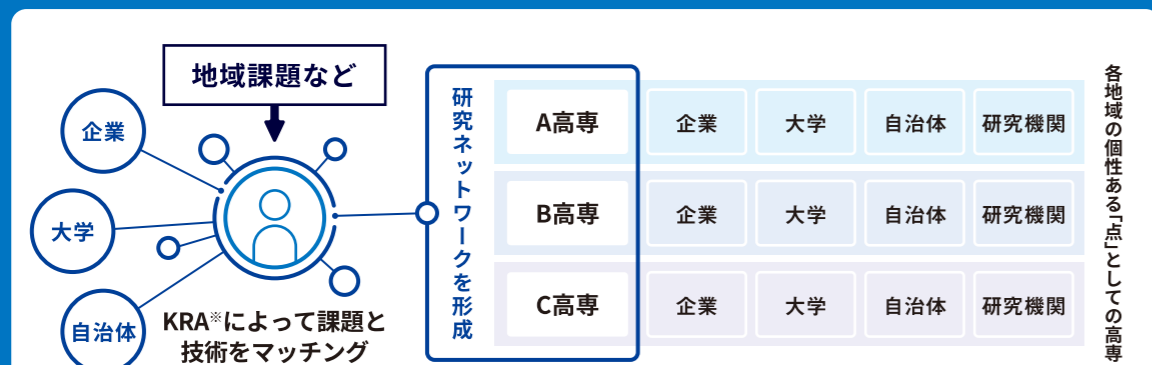 地域課題など
企業
大学
自治体
KRA※によって課題と
技術をマッチング
研究ネットワークを形成
A高専 企業 大学 自治体 研究機関
B高専 企業 大学 自治体 研究機関
C高専 企業 大学 自治体 研究機関
各地域の個性ある「点」としての高専